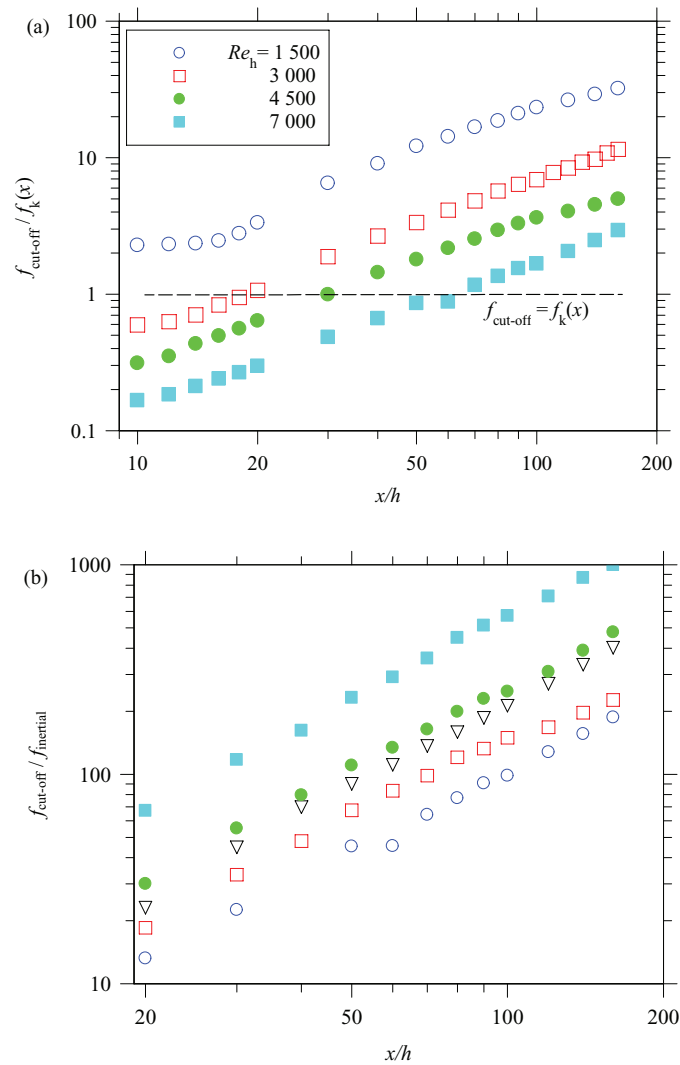 (a)
100
10
1
0.1
f_cut-off / f_k(x)
Re_h = 1 500
3 000
4 500
7 000
f_cut-off = f_k(x)
10
20
50
100
200
x/h
(b)
1000
100
10
f_cut-off / f_inertial
20
50
100
200
x/h